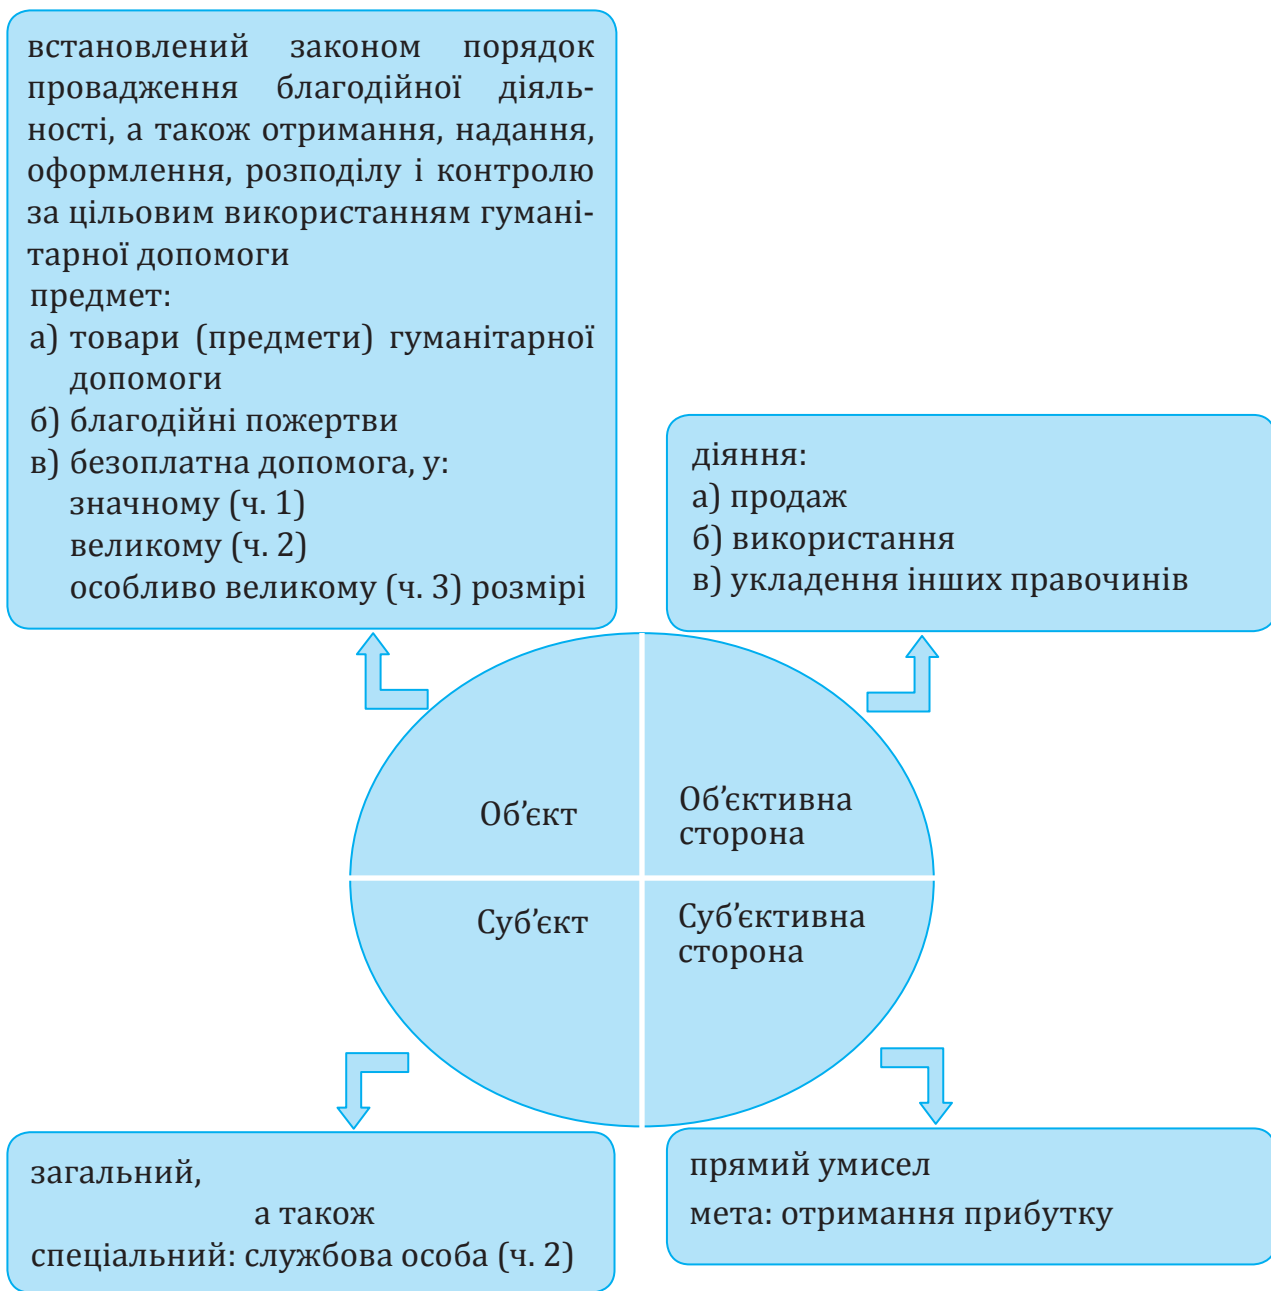 встановлений законом порядок
провадження благодійної діяль-
ності, а також отримання, надання,
оформлення, розподілу і контролю
за цільовим використанням гумані-
тарної допомоги
предмет:
а) товари (предмети) гуманітарної
допомоги
б) благодійні пожертви
в) безоплатна допомога, у:
значному (ч. 1)
великому (ч. 2)
особливо великому (ч. 3) розмірі
діяння:
а) продаж
б) використання
в) укладення інших правочинів
Об’єкт
Об’єктивна
сторона
Суб’єкт
Суб’єктивна
сторона
загальний,
а також
спеціальний: службова особа (ч. 2)
прямий умисел
мета: отримання прибутку